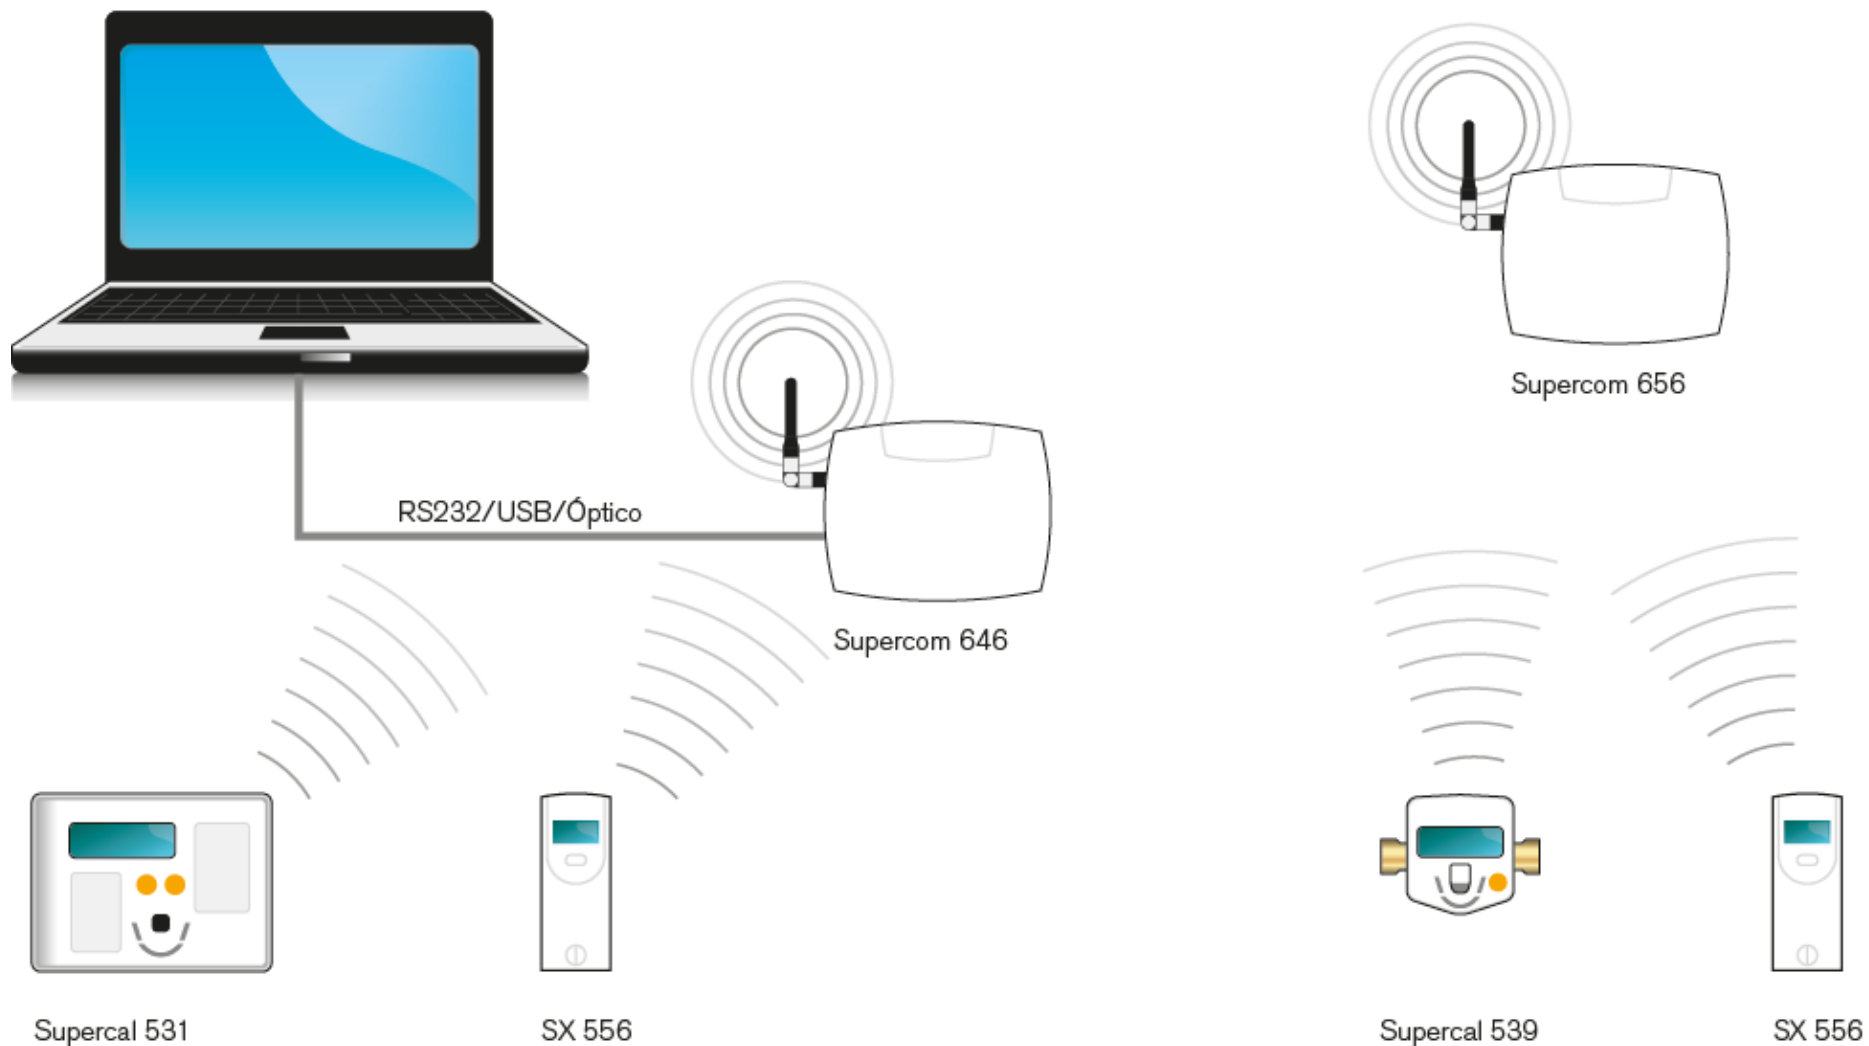 Supercom 656
RS232/USB/Óptico
Supercom 646
Supercal 531
SX 556
Supercal 539
SX 556